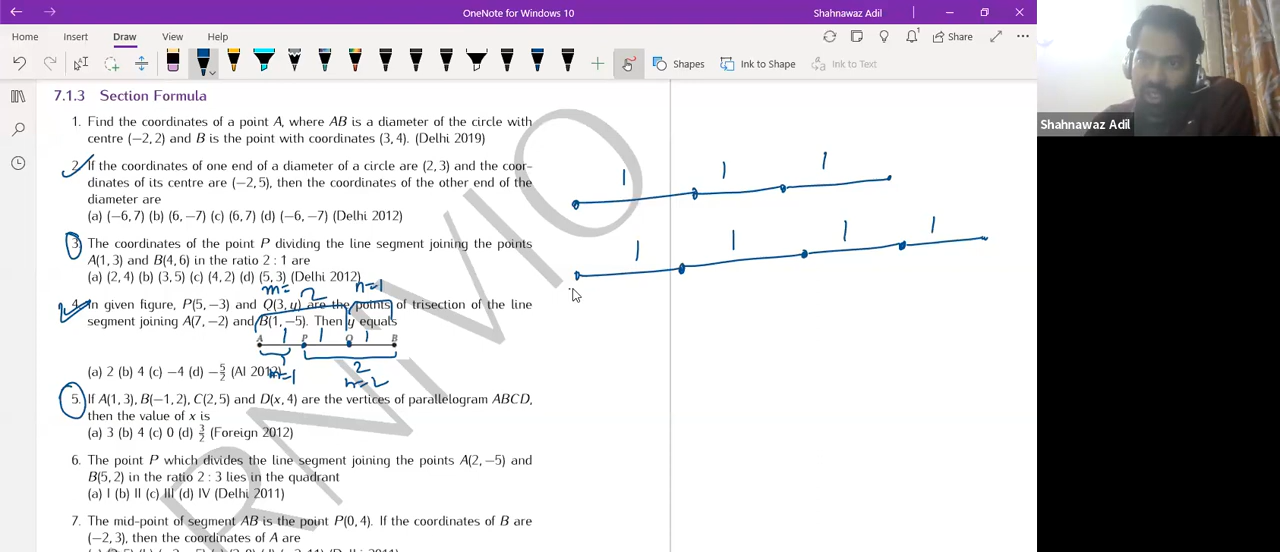 OneNote for Windows 10
Shahnawaz Adil
Home Insert Draw View Help
Share
Shapes
Ink to Shape
Ink to Text
Shahnawaz Adil
7.1.3 Section Formula
1. Find the coordinates of a point A, where AB is a diameter of the circle with
centre (−2, 2) and B is the point with coordinates (3, 4). (Delhi 2019)
2. If the coordinates of one end of a diameter of a circle are (2, 3) and the coor-
dinates of its centre are (−2, 5), then the coordinates of the other end of the
diameter are
(a) (−6, 7) (b) (6, −7) (c) (6, 7) (d) (−6, −7) (Delhi 2012)
3. The coordinates of the point P dividing the line segment joining the points
A(1, 3) and B(4, 6) in the ratio 2 : 1 are
(a) (2, 4) (b) (3, 5) (c) (4, 2) (d) (5, 3) (Delhi 2012)
m= 2 n=1
4. In given figure, P(5, −3) and Q(3, y) are the points of trisection of the line
segment joining A(7, −2) and B(1, −5). Then y equals
1 1 1
A P Q B
2
m=1 n=2
(a) 2 (b) 4 (c) −4 (d) −5/2 (AI 2012)
5. If A(1, 3), B(−1, 2), C(2, 5) and D(x, 4) are the vertices of parallelogram ABCD,
then the value of x is
(a) 3 (b) 4 (c) 0 (d) 3/2 (Foreign 2012)
6. The point P which divides the line segment joining the points A(2, −5) and
B(5, 2) in the ratio 2 : 3 lies in the quadrant
(a) I (b) II (c) III (d) IV (Delhi 2011)
7. The mid-point of segment AB is the point P(0, 4). If the coordinates of B are
(−2, 3), then the coordinates of A are
1 1 1
1 1 1 1
RNVIO